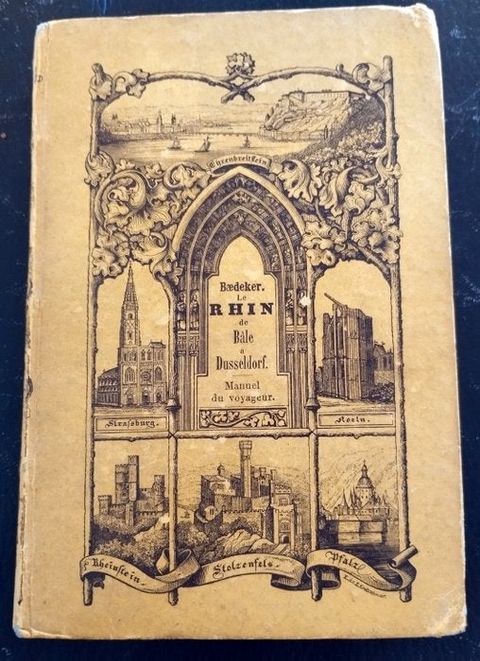 Ehrenbreitstein
Bædeker.
Le
RHIN
de
Bâle
a
Dusseldorf.
Manuel
du voyageur.
Strasburg.
Koeln.
Rheinstein.
Stolzenfels.
Pfalz